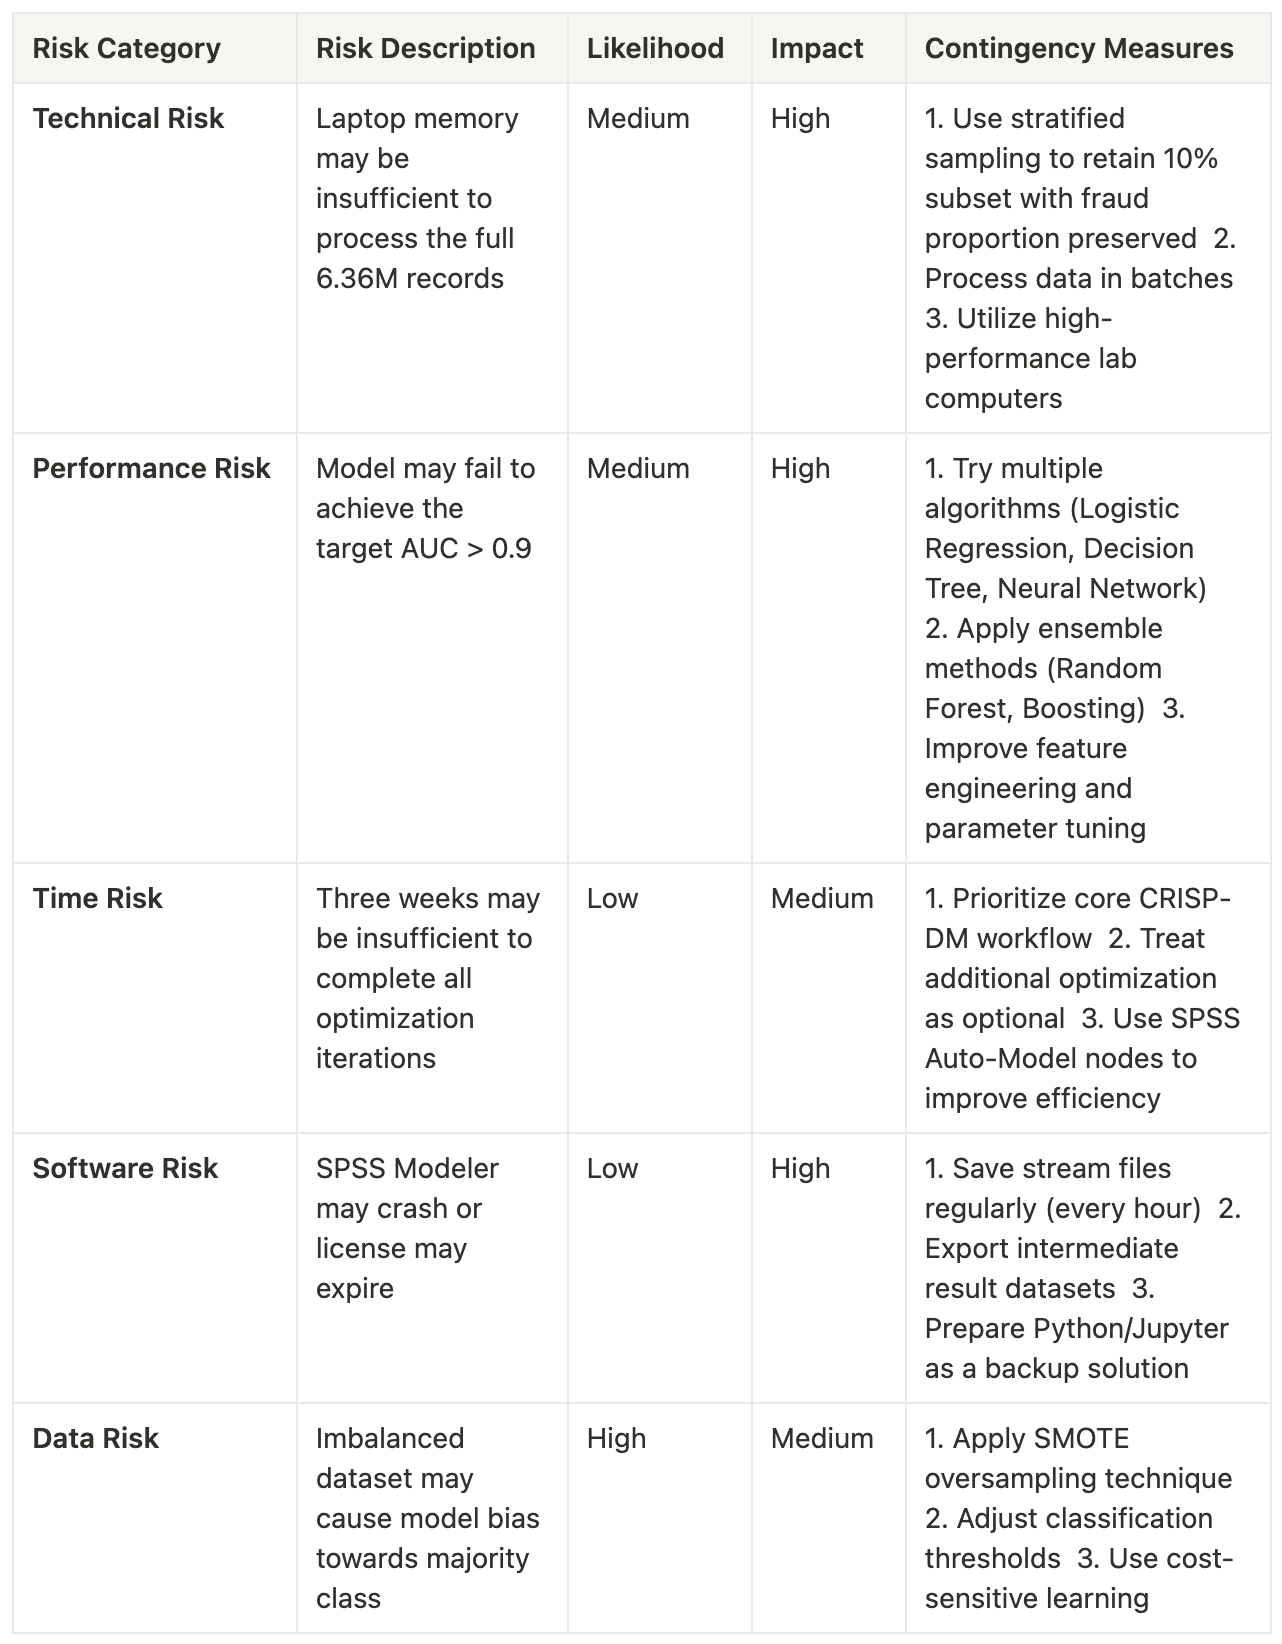 Risk Category
Risk Description
Likelihood
Impact
Contingency Measures
Technical Risk
Laptop memory
may be
insufficient to
process the full
6.36M records
Medium
High
1. Use stratified
sampling to retain 10%
subset with fraud
proportion preserved  2.
Process data in batches
3. Utilize high-
performance lab
computers
Performance Risk
Model may fail to
achieve the
target AUC > 0.9
Medium
High
1. Try multiple
algorithms (Logistic
Regression, Decision
Tree, Neural Network)
2. Apply ensemble
methods (Random
Forest, Boosting)  3.
Improve feature
engineering and
parameter tuning
Time Risk
Three weeks may
be insufficient to
complete all
optimization
iterations
Low
Medium
1. Prioritize core CRISP-
DM workflow  2. Treat
additional optimization
as optional  3. Use SPSS
Auto-Model nodes to
improve efficiency
Software Risk
SPSS Modeler
may crash or
license may
expire
Low
High
1. Save stream files
regularly (every hour)  2.
Export intermediate
result datasets  3.
Prepare Python/Jupyter
as a backup solution
Data Risk
Imbalanced
dataset may
cause model bias
towards majority
class
High
Medium
1. Apply SMOTE
oversampling technique
2. Adjust classification
thresholds  3. Use cost-
sensitive learning